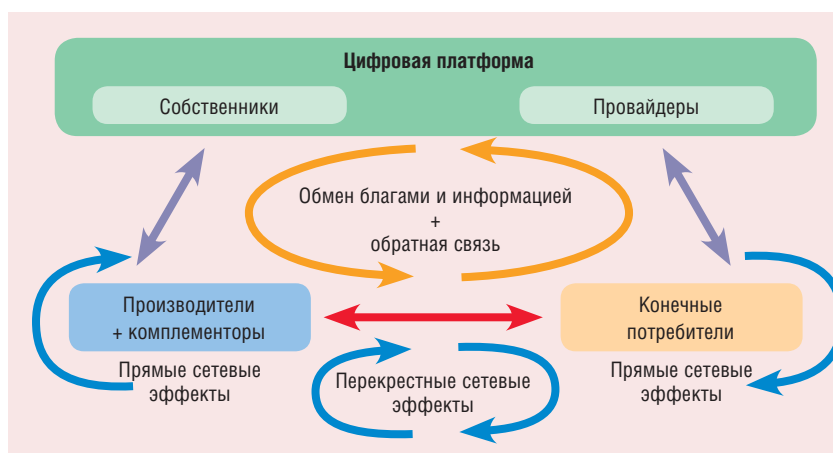 Цифровая платформа
Собственники
Провайдеры
Обмен благами и информацией
+
обратная связь
Производители
+ комплементоры
Конечные
потребители
Прямые сетевые
эффекты
Перекрестные сетевые
эффекты
Прямые сетевые
эффекты